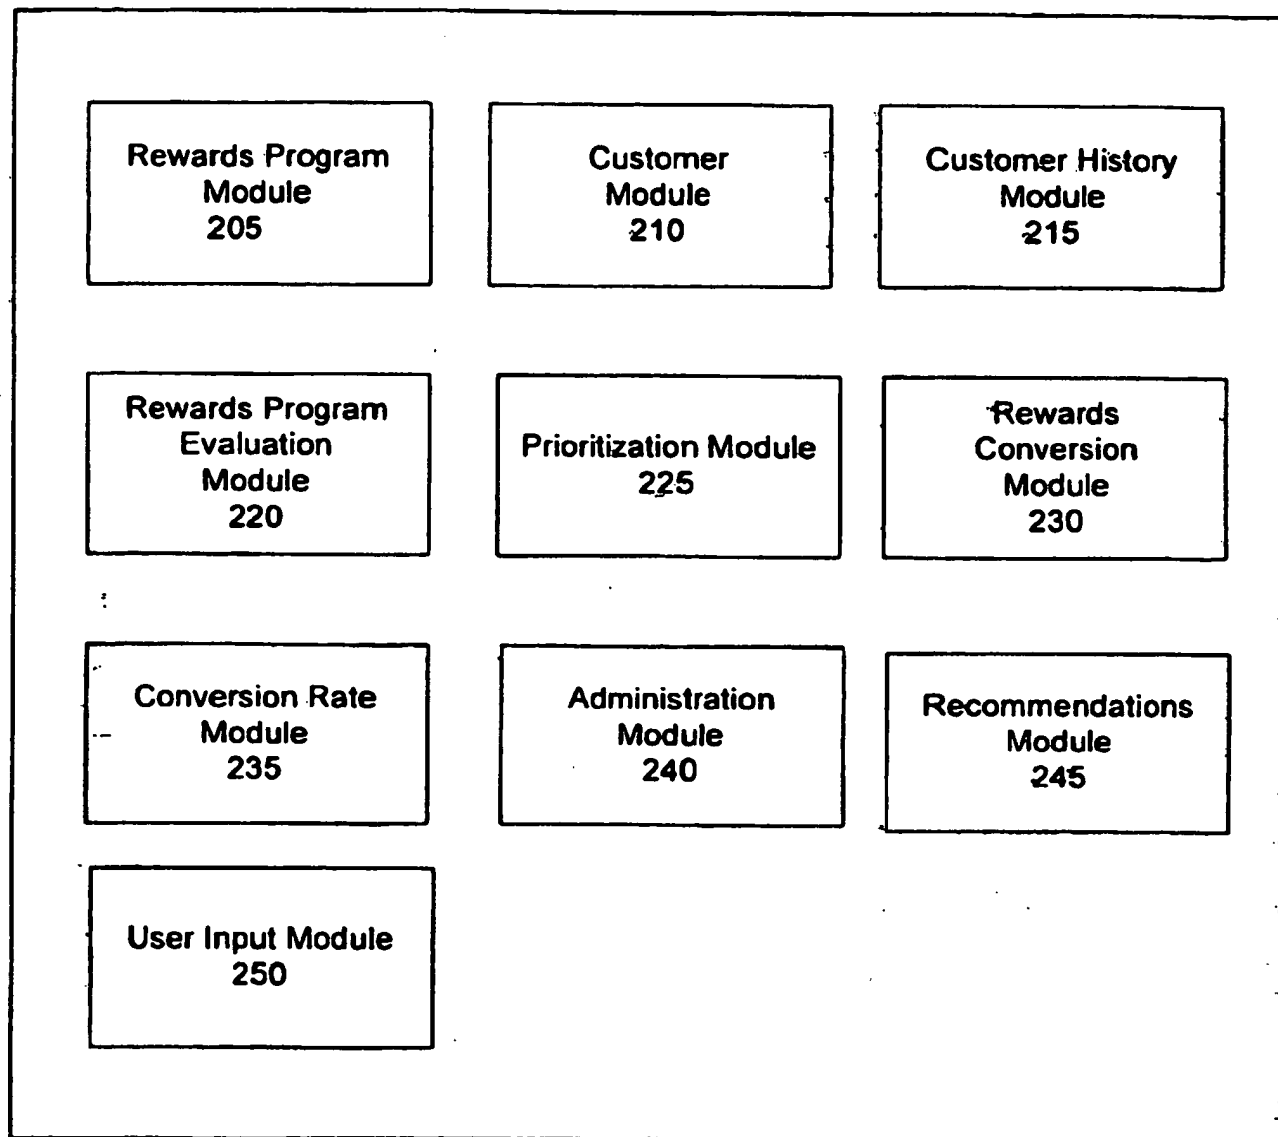 Rewards Program
Module
205
Customer
Module
210
Customer History
Module
215
Rewards Program
Evaluation
Module
220
Prioritization Module
225
Rewards
Conversion
Module
230
Conversion Rate
Module
235
Administration
Module
240
Recommendations
Module
245
User Input Module
250